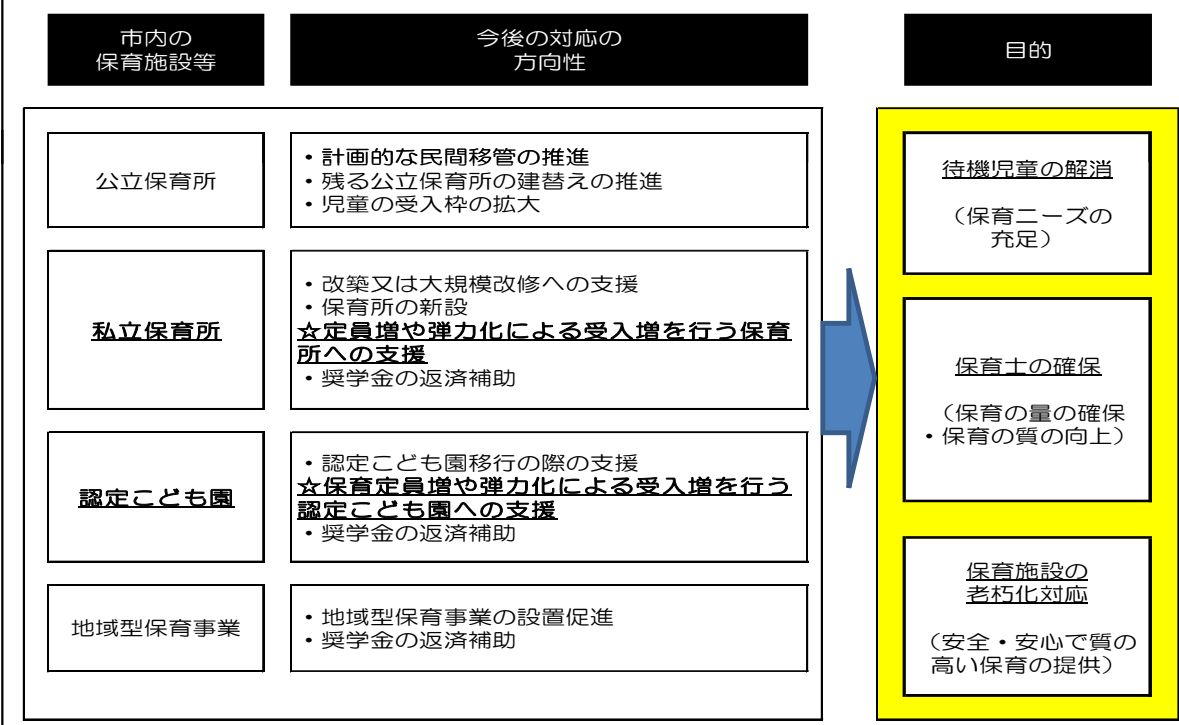 市内の
保育施設等
今後の対応の
方向性
目的
公立保育所
・計画的な民間移管の推進
・残る公立保育所の建替えの推進
・児童の受入枠の拡大
私立保育所
・改築又は大規模改修への支援
・保育所の新設
☆定員増や弾力化による受入増を行う保育
所への支援
・奨学金の返済補助
認定こども園
・認定こども園移行の際の支援
☆保育定員増や弾力化による受入増を行う
認定こども園への支援
・奨学金の返済補助
地域型保育事業
・地域型保育事業の設置促進
・奨学金の返済補助
待機児童の解消
（保育ニーズの
充足）
保育士の確保
（保育の量の確保
・保育の質の向上）
保育施設の
老朽化対応
（安全・安心で質の
高い保育の提供）